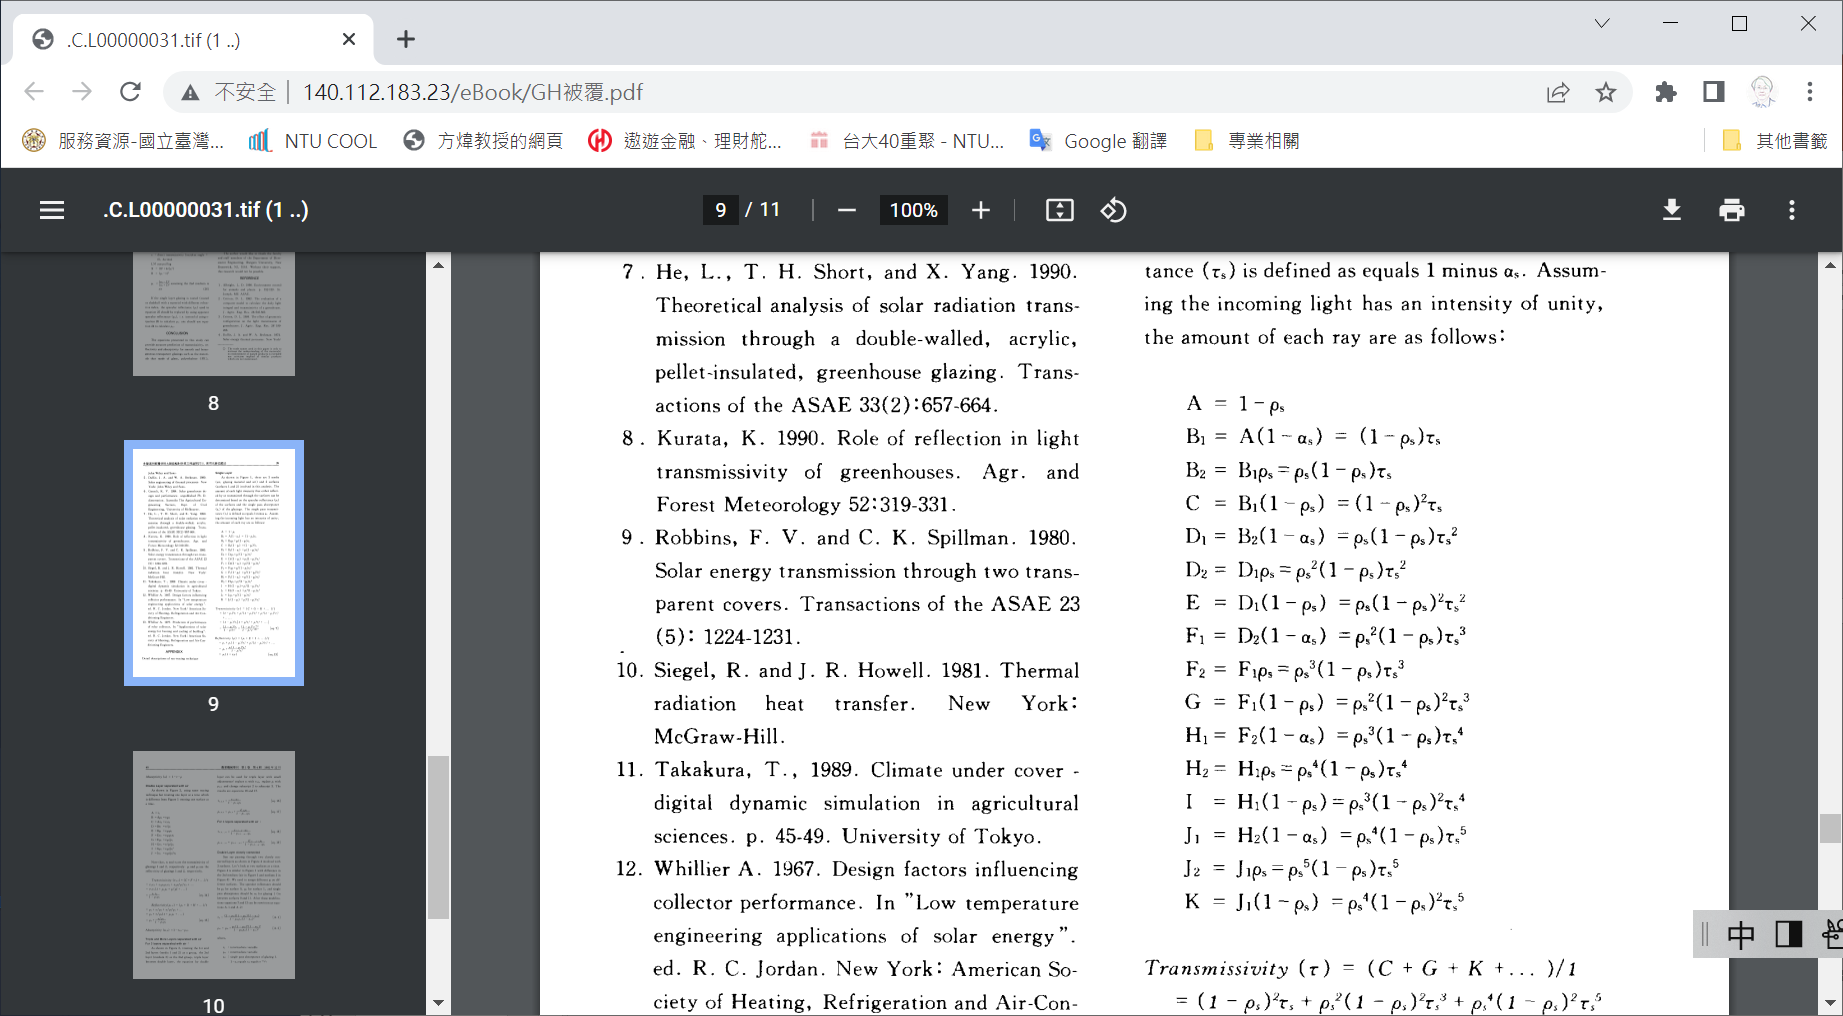 .C.L00000031.tif (1 ..)
不安全 | 140.112.183.23/eBook/GH被覆.pdf
服務資源-國立臺灣...
NTU COOL
方煒教授的網頁
遨遊金融、理財舵...
台大40重聚 - NTU...
Google 翻譯
專業相關
其他書籤
.C.L00000031.tif (1 ..)
9 / 11
100%
8
9
10
7 . He, L., T. H. Short, and X. Yang. 1990.
Theoretical analysis of solar radiation trans-
mission through a double-walled, acrylic,
pellet-insulated, greenhouse glazing. Trans-
actions of the ASAE 33(2):657-664.
8 . Kurata, K. 1990. Role of reflection in light
transmissivity of greenhouses. Agr. and
Forest Meteorology 52:319-331.
9 . Robbins, F. V. and C. K. Spillman. 1980.
Solar energy transmission through two trans-
parent covers. Transactions of the ASAE 23
(5): 1224-1231.
10. Siegel, R. and J. R. Howell. 1981. Thermal
radiation heat transfer. New York:
McGraw-Hill.
11. Takakura, T., 1989. Climate under cover -
digital dynamic simulation in agricultural
sciences. p. 45-49. University of Tokyo.
12. Whillier A. 1967. Design factors influencing
collector performance. In "Low temperature
engineering applications of solar energy".
ed. R. C. Jordan. New York: American So-
ciety of Heating, Refrigeration and Air-Con-
tance (τs) is defined as equals 1 minus αs. Assum-
ing the incoming light has an intensity of unity,
the amount of each ray are as follows:
A = 1-ρs
B₁ = A(1-αs) = (1-ρs)τs
B₂ = B₁ρs=ρs(1-ρs)τs
C = B₁(1-ρs) =(1-ρs)²τs
D₁ = B₂(1-αs) =ρs(1-ρs)τs²
D₂ = D₁ρs=ρs²(1-ρs)τs²
E = D₁(1-ρs) =ρs(1-ρs)²τs²
F₁ = D₂(1-αs) =ρs²(1-ρs)τs³
F₂ = F₁ρs=ρs³(1-ρs)τs³
G = F₁(1-ρs) =ρs²(1-ρs)²τs³
H₁= F₂(1-αs) =ρs³(1-ρs)τs⁴
H₂= H₁ρs=ρs⁴(1-ρs)τs⁴
I = H₁(1-ρs)=ρs³(1-ρs)²τs⁴
J₁ = H₂(1-αs) =ρs⁴(1-ρs)τs⁵
J₂ = J₁ρs=ρs⁵(1-ρs)τs⁵
K = J₁(1-ρs) =ρs⁴(1-ρs)²τs⁵
Transmissivity (τ) = (C + G + K +... )/1
= (1 - ρs)²τs + ρs²(1 - ρs)²τs³ + ρs⁴(1 - ρs)²τs⁵
中